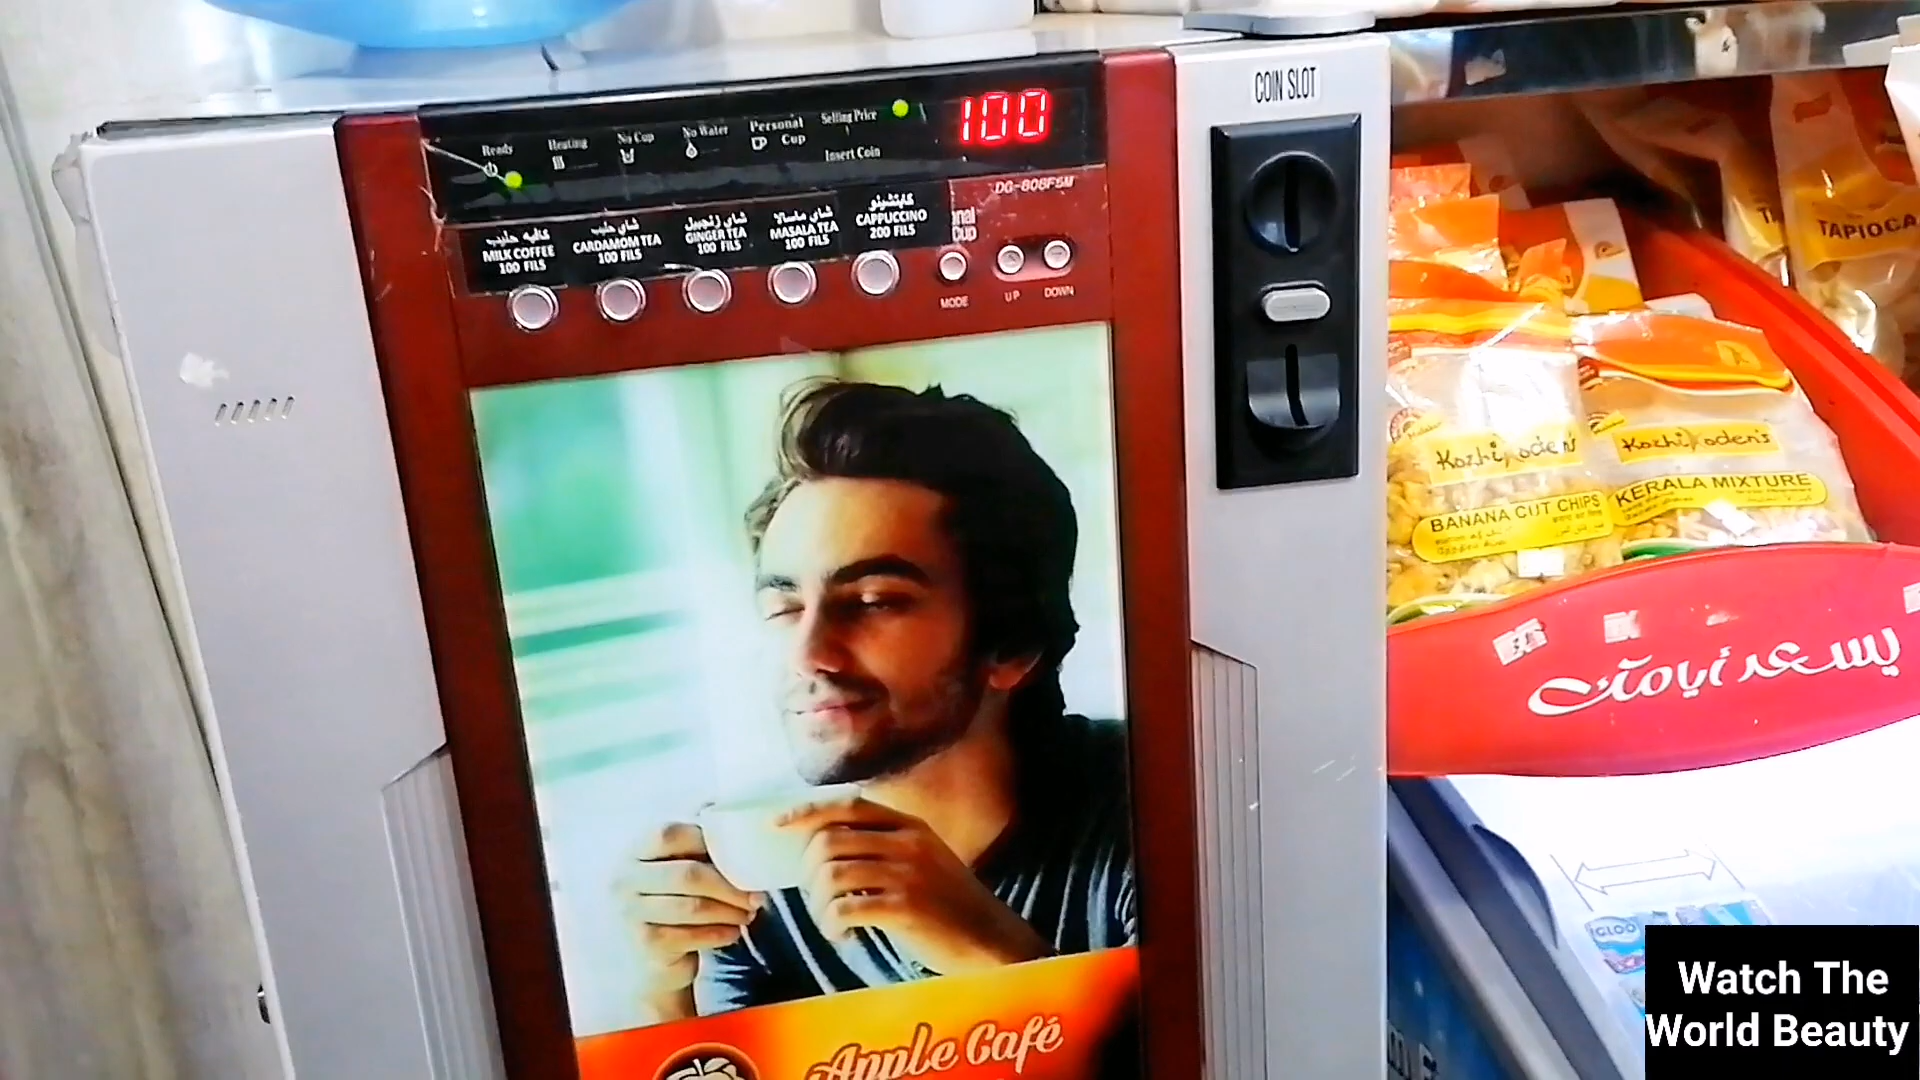 100
COIN SLOT
Ready
Heating
No Cup
No Water
Personal
Cup
Selling Price
Insert Coin
DG-808F5M
شاي حليب
CARDAMOM TEA
100 FILS
شاي زنجبيل
GINGER TEA
100 FILS
شاي ماسالا
MASALA TEA
100 FILS
كابتشينو
CAPPUCCINO
200 FILS
MILK COFFEE
100 FILS
Cup
MODE
UP
DOWN
TAPIOCA
Kozhikoden's
BANANA CUT CHIPS
Kozhikoden's
KERALA MIXTURE
يسعد أيامك
IGLOO
Apple Café
Watch The
World Beauty